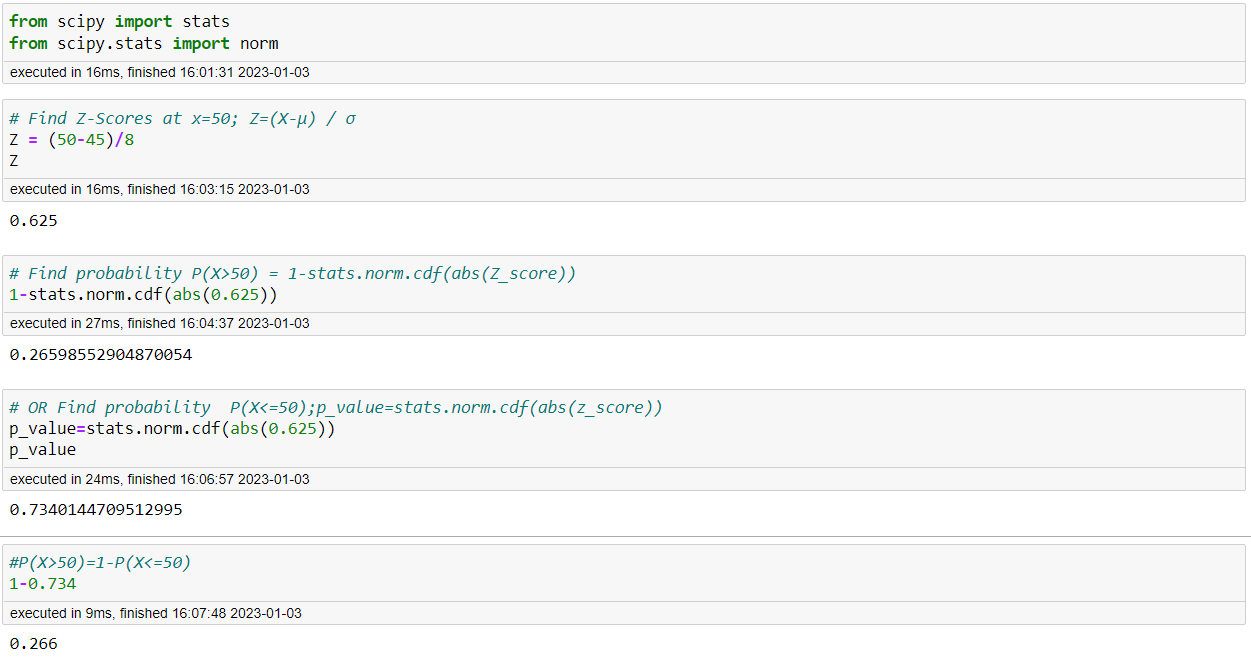 from scipy import stats
from scipy.stats import norm
executed in 16ms, finished 16:01:31 2023-01-03
# Find Z-Scores at x=50; Z=(X-μ) / σ
Z = (50-45)/8
Z
executed in 16ms, finished 16:03:15 2023-01-03
0.625
# Find probability P(X>50) = 1-stats.norm.cdf(abs(Z_score))
1-stats.norm.cdf(abs(0.625))
executed in 27ms, finished 16:04:37 2023-01-03
0.26598552904870054
# OR Find probability  P(X<=50);p_value=stats.norm.cdf(abs(z_score))
p_value=stats.norm.cdf(abs(0.625))
p_value
executed in 24ms, finished 16:06:57 2023-01-03
0.7340144709512995
#P(X>50)=1-P(X<=50)
1-0.734
executed in 9ms, finished 16:07:48 2023-01-03
0.266